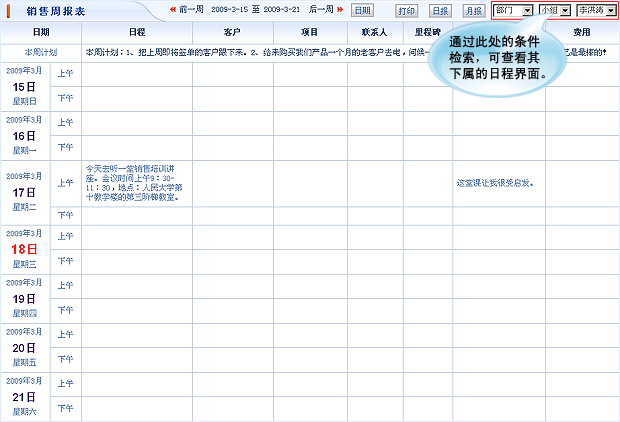 销售周报表
前一周 2009-3-15 至 2009-3-21 后一周 日期 打印 日报 月报 部门 小组 李洪涛
日期 日程 客户 项目 联系人 里程碑 费用
本周计划 本周计划：1、把上周即将签单的客户跟下来。2、给来购买我们产品一个月的老客户去电，问候一 是最棒的！
通过此处的条件
检索，可查看其
下属的日程界面。
2009年3月
15日
星期日
上午
下午
2009年3月
16日
星期一
上午
下午
2009年3月
17日
星期二
上午
今天去听一堂销售培训讲
座。会议时间上午9：30-
11：30，地点：人民大学第
十教学楼的第三阶梯教室。
这堂课让我很受启发。
下午
2009年3月
18日
星期三
上午
下午
2009年3月
19日
星期四
上午
下午
2009年3月
20日
星期五
上午
下午
2009年3月
21日
星期六
上午
下午